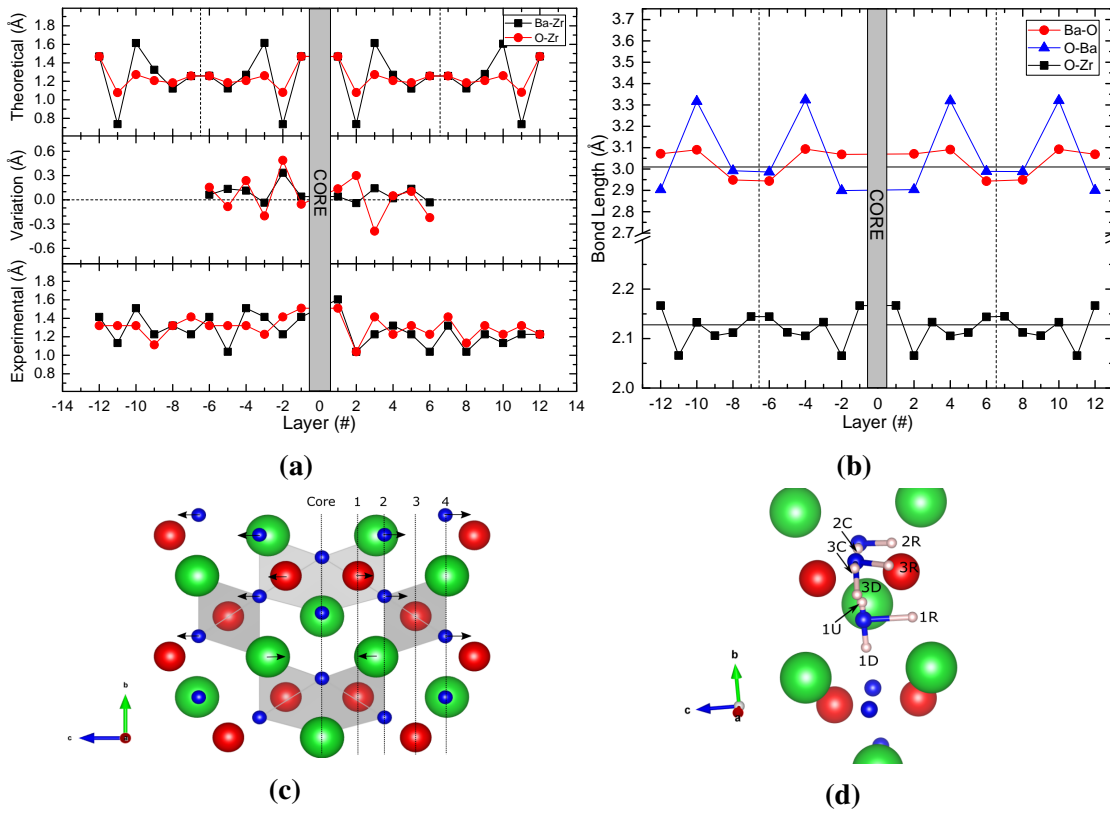 Theoretical (Å)
1.8
1.6
1.4
1.2
1.0
0.8
Ba-Zr
O-Zr
Variation (Å)
0.6
0.3
0.0
-0.3
-0.6
CORE
Experimental (Å)
1.8
1.6
1.4
1.2
1.0
0.8
-14 -12 -10 -8 -6 -4 -2 0 2 4 6 8 10 12 14
Layer (#)
(a)
Bond Length (Å)
3.7
3.6
3.5
3.4
3.3
3.2
3.1
3.0
2.9
2.8
2.7
2.2
2.1
2.0
Ba-O
O-Ba
O-Zr
CORE
-12 -10 -8 -6 -4 -2 0 2 4 6 8 10 12
Layer (#)
(b)
Core 1 2 3 4
b
c
(c)
2C
2R
3C
3R
3D
1U
1R
1D
b
c
a
(d)